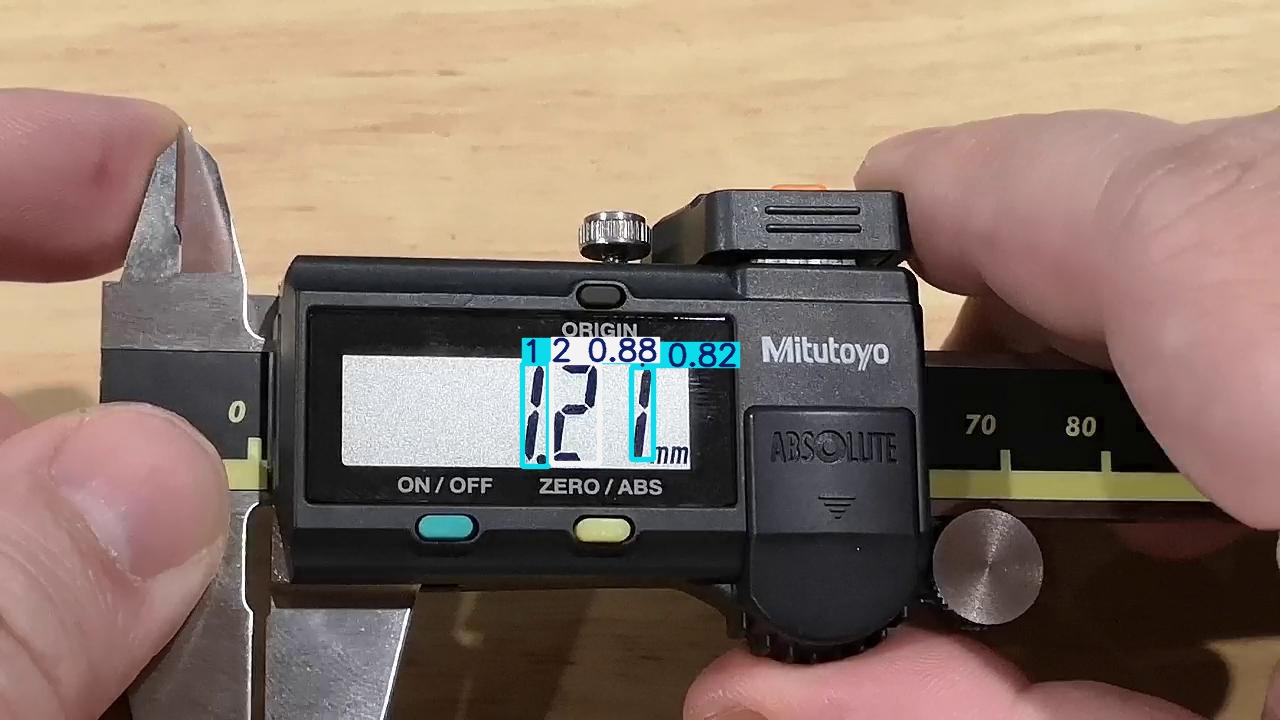 ORIGIN
1 2 0.88 0.82
Mitutoyo
1.21 mm
0
70 80
ABSOLUTE
ON / OFF ZERO / ABS